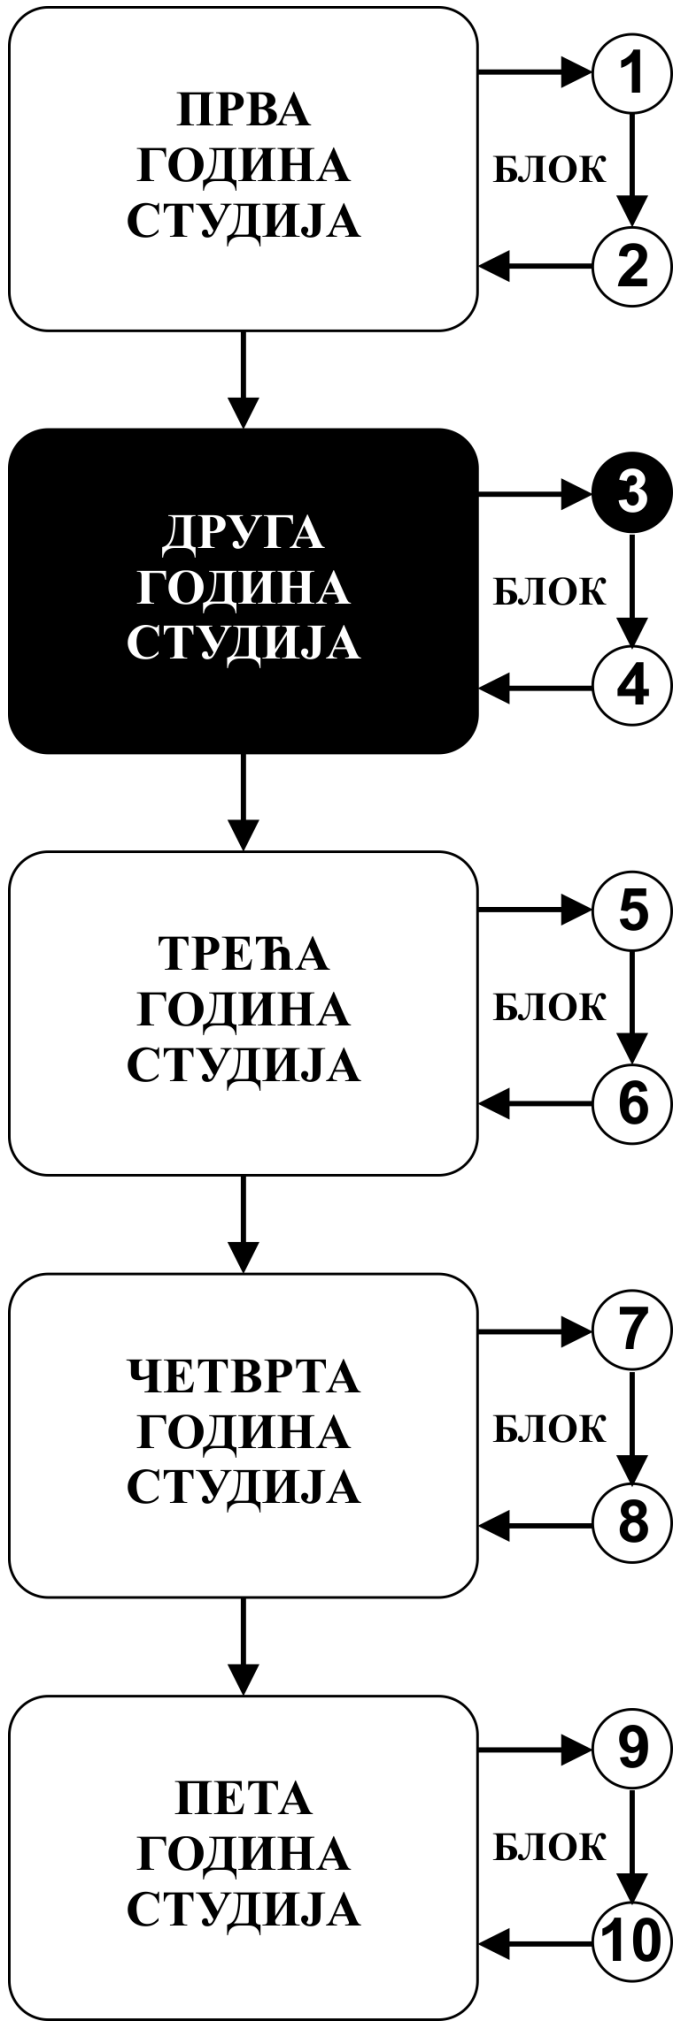 ПРВА
ГОДИНА
СТУДИЈА
1
БЛОК
2
ДРУГА
ГОДИНА
СТУДИЈА
3
БЛОК
4
ТРЕЋА
ГОДИНА
СТУДИЈА
5
БЛОК
6
ЧЕТВРТА
ГОДИНА
СТУДИЈА
7
БЛОК
8
ПЕТА
ГОДИНА
СТУДИЈА
9
БЛОК
10